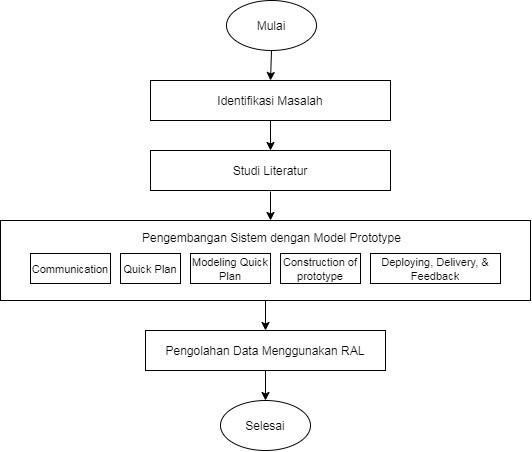 Mulai
Identifikasi Masalah
Studi Literatur
Pengembangan Sistem dengan Model Prototype
Communication
Quick Plan
Modeling Quick
Plan
Construction of
prototype
Deploying, Delivery, &
Feedback
Pengolahan Data Menggunakan RAL
Selesai